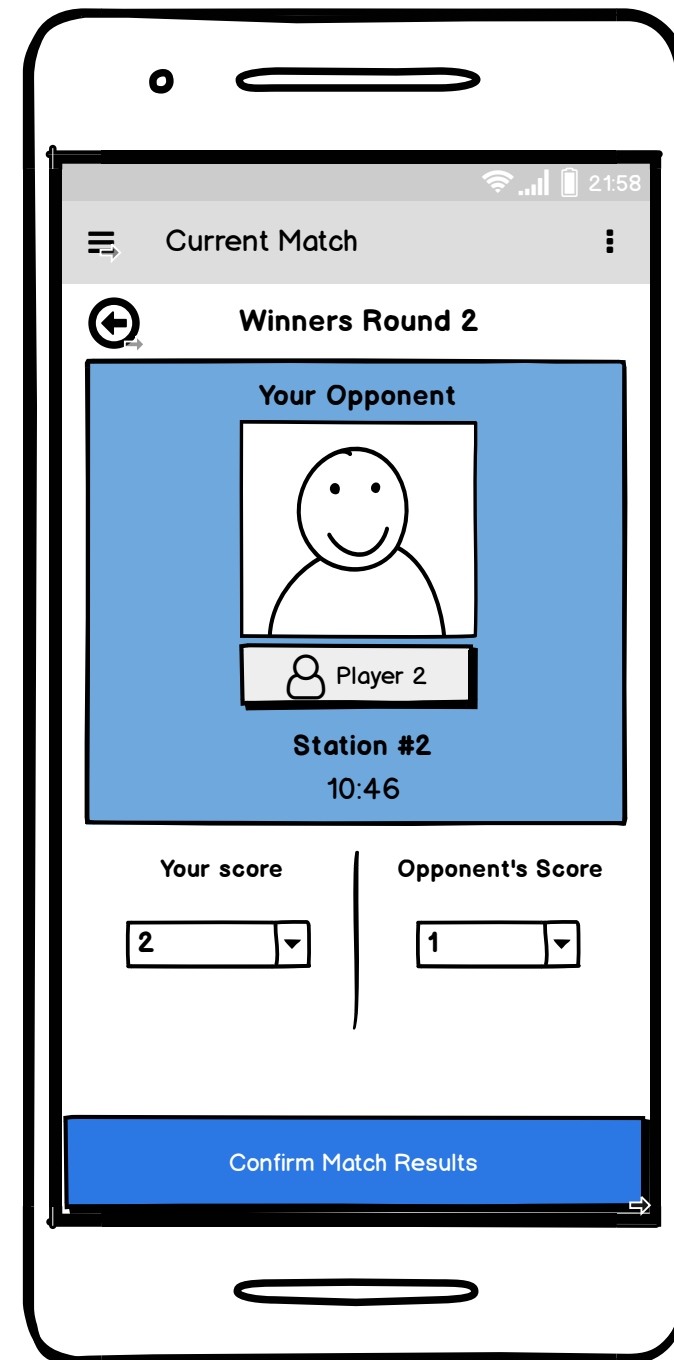 21:58
Current Match
Winners Round 2
Your Opponent
Player 2
Station #2
10:46
Your score
Opponent's Score
2
1
Confirm Match Results